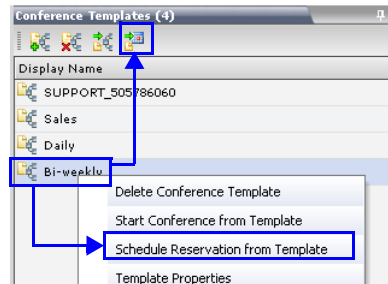 Conference Templates (4)
Display Name
SUPPORT_505786060
Sales
Daily
Bi-weekly
Delete Conference Template
Start Conference from Template
Schedule Reservation from Template
Template Properties